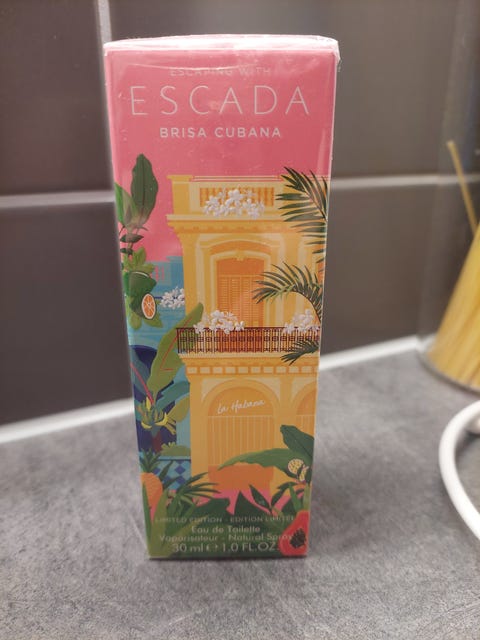 ESCAPING WITH
ESCADA
BRISA CUBANA
La Habana
LIMITED EDITION - EDITION LIMITÉE
Eau de Toilette
Vaporisateur - Natural Spray
30 ml e 1.0 FL.OZ.